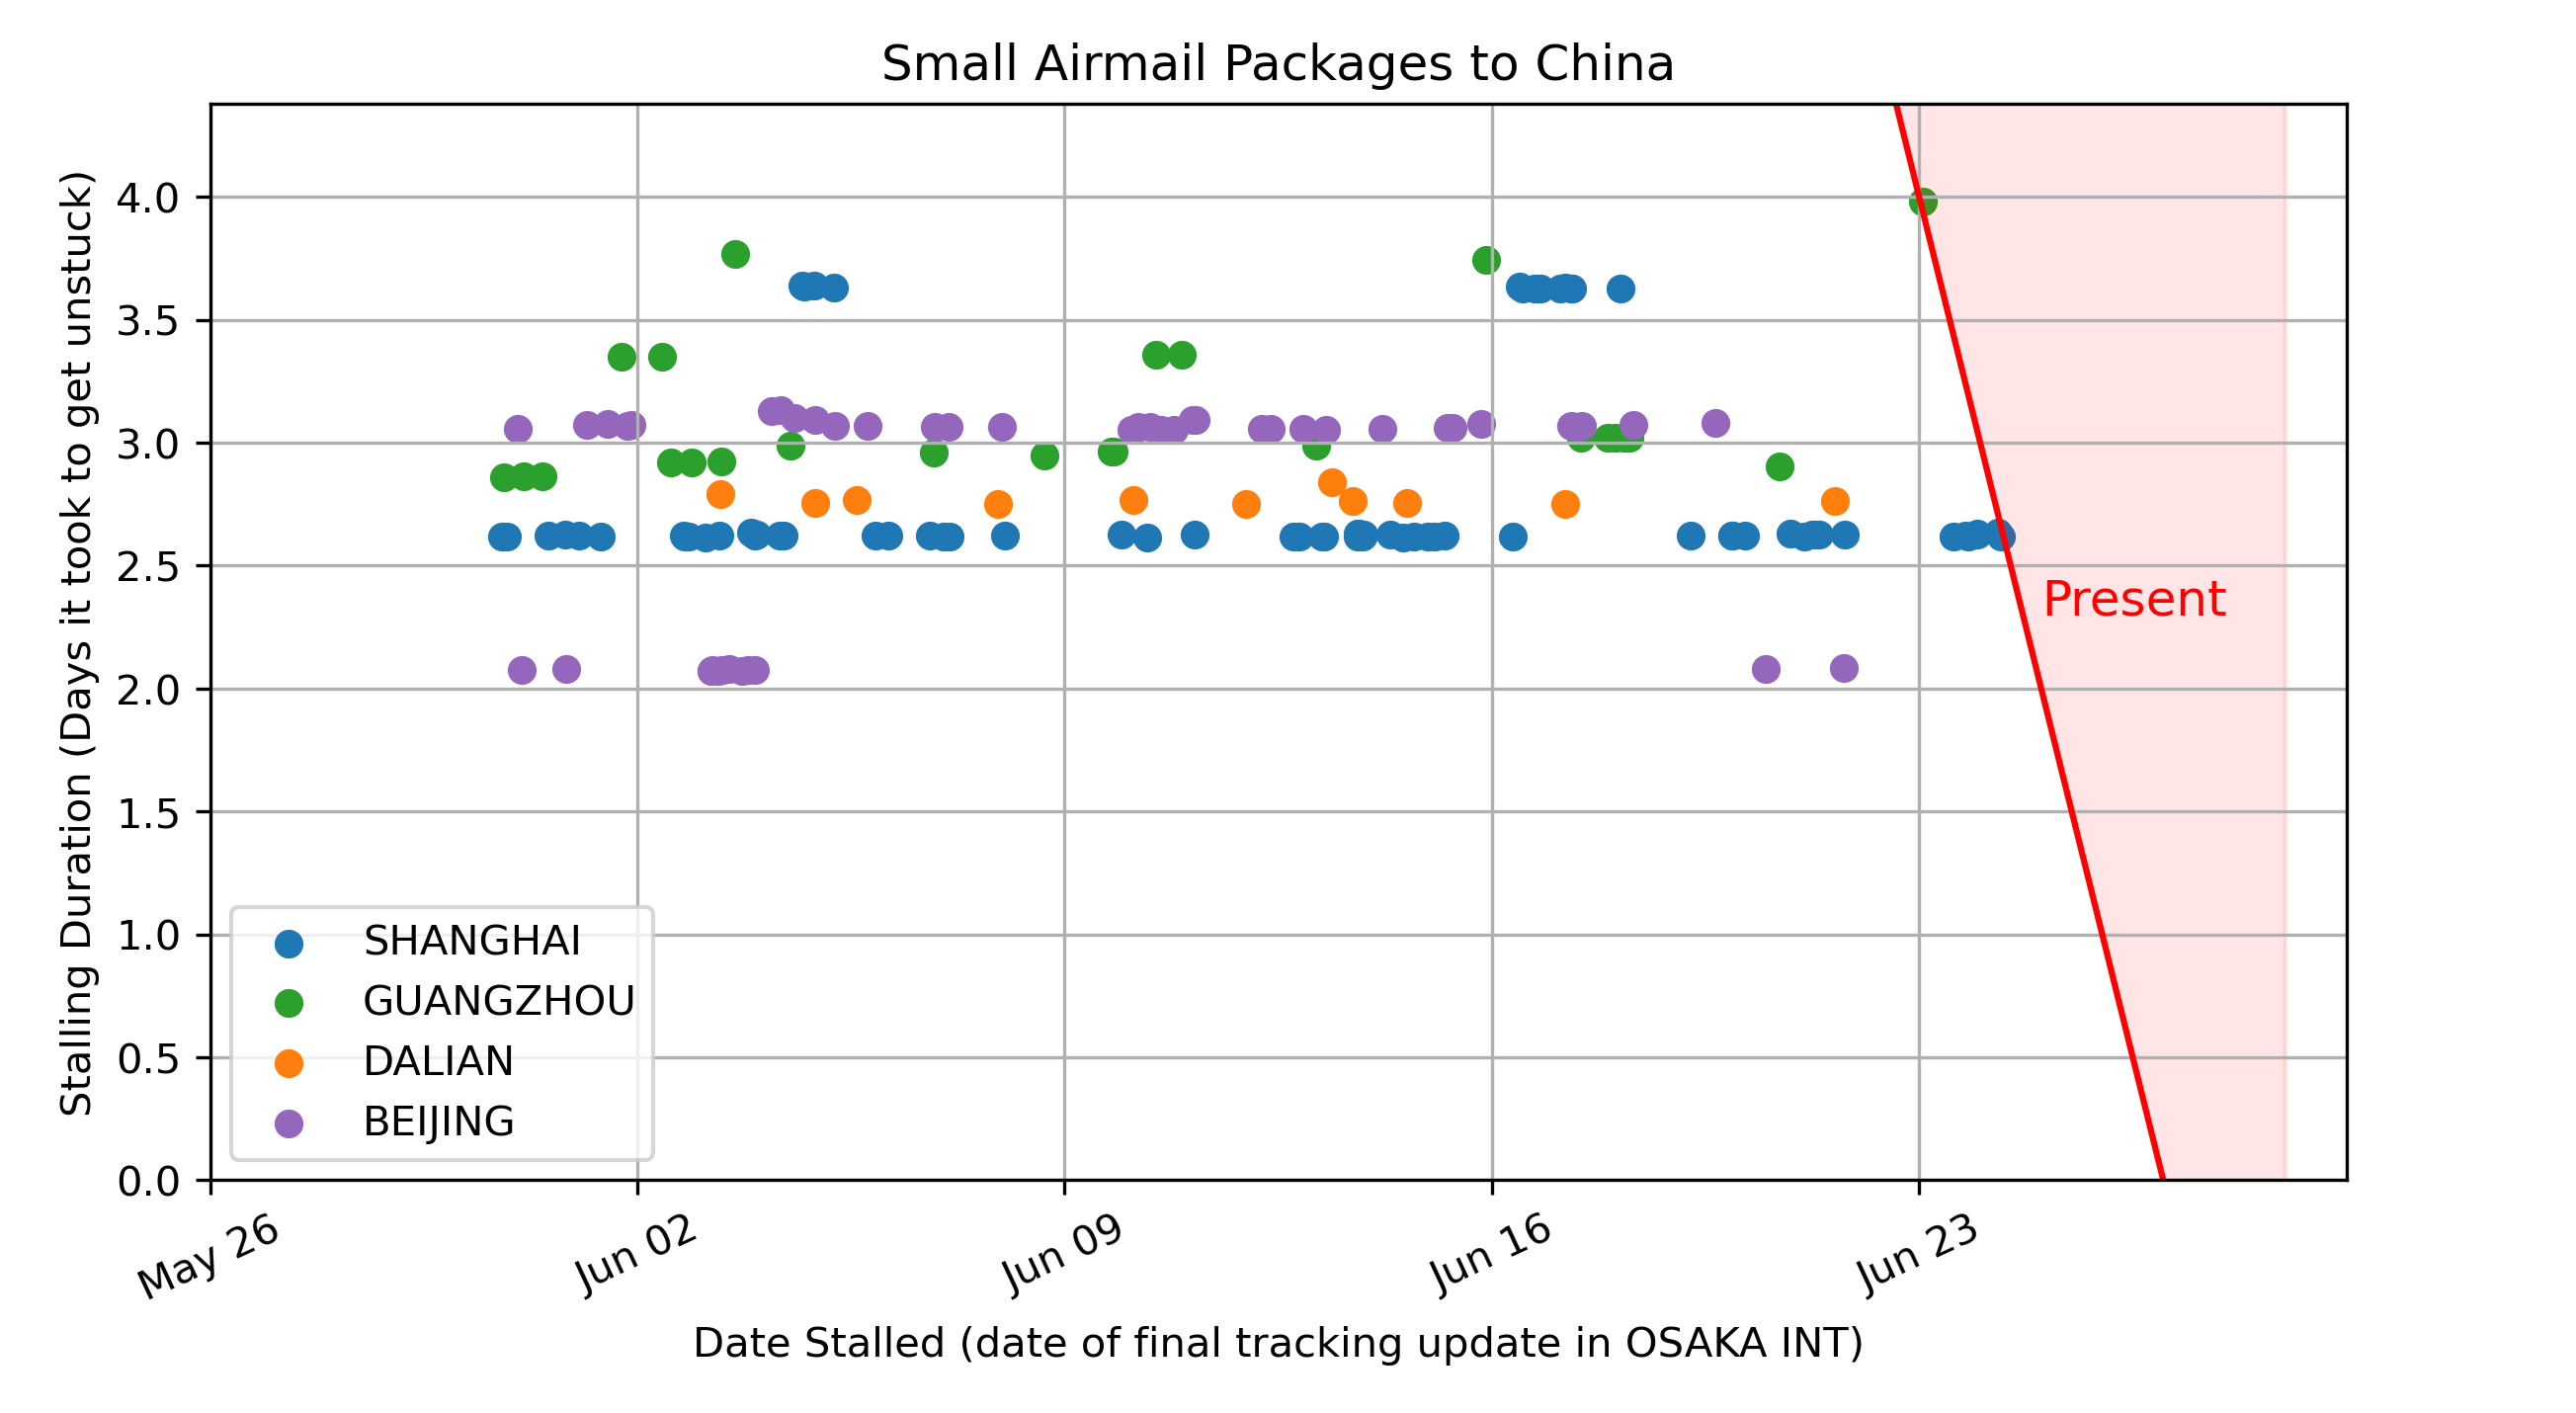 Small Airmail Packages to China
Stalling Duration (Days it took to get unstuck)
4.0
3.5
3.0
2.5
2.0
1.5
1.0
0.5
0.0
Present
SHANGHAI
GUANGZHOU
DALIAN
BEIJING
May 26
Jun 02
Jun 09
Jun 16
Jun 23
Date Stalled (date of final tracking update in OSAKA INT)